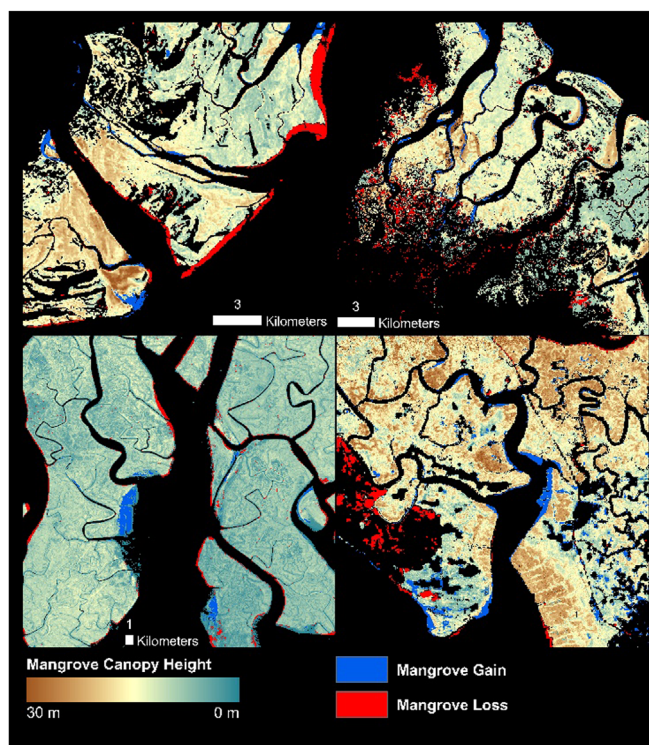 3
Kilometers
3
Kilometers
1
Kilometers
Mangrove Canopy Height
30 m
0 m
Mangrove Gain
Mangrove Loss